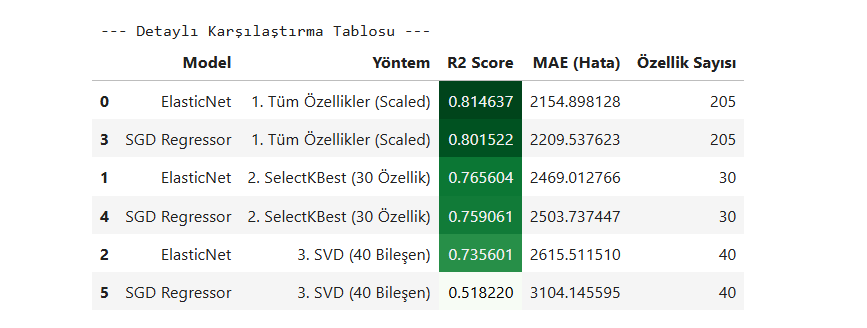 --- Detaylı Karşılaştırma Tablosu ---
Model Yöntem R2 Score MAE (Hata) Özellik Sayısı
0 ElasticNet 1. Tüm Özellikler (Scaled) 0.814637 2154.898128 205
3 SGD Regressor 1. Tüm Özellikler (Scaled) 0.801522 2209.537623 205
1 ElasticNet 2. SelectKBest (30 Özellik) 0.765604 2469.012766 30
4 SGD Regressor 2. SelectKBest (30 Özellik) 0.759061 2503.737447 30
2 ElasticNet 3. SVD (40 Bileşen) 0.735601 2615.511510 40
5 SGD Regressor 3. SVD (40 Bileşen) 0.518220 3104.145595 40